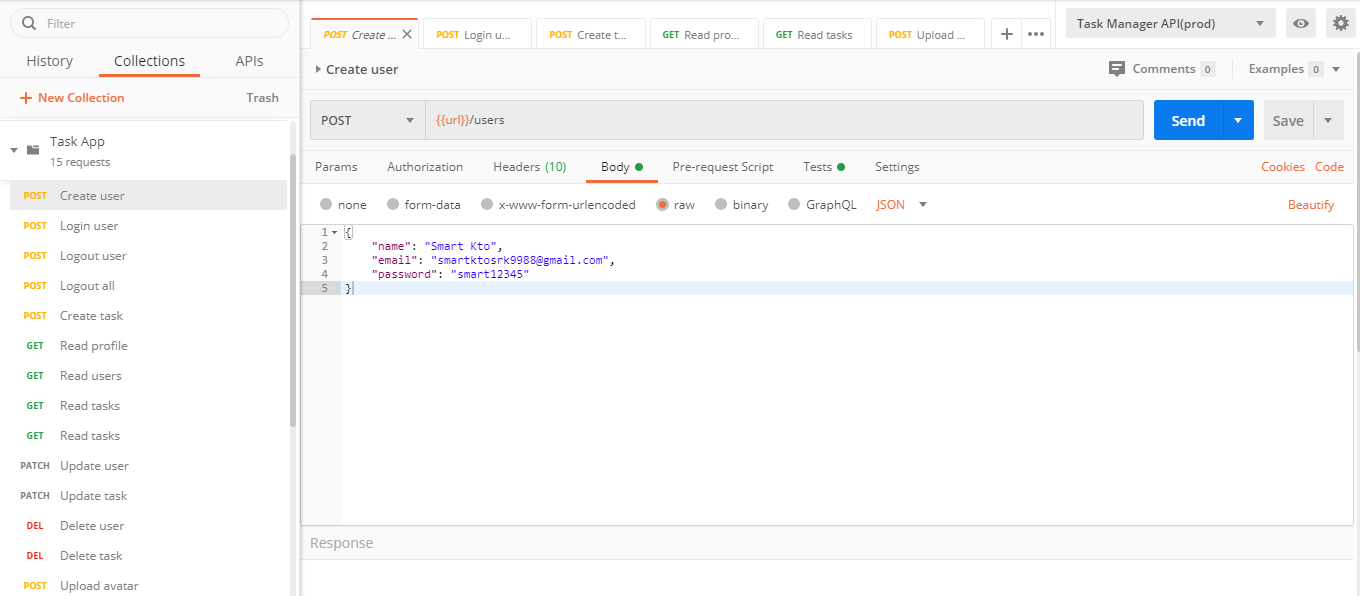 Filter
History Collections APIs
+ New Collection Trash
Task App
15 requests
POST Create user
POST Login user
POST Logout user
POST Logout all
POST Create task
GET Read profile
GET Read users
GET Read tasks
GET Read tasks
PATCH Update user
PATCH Update task
DEL Delete user
DEL Delete task
POST Upload avatar
POST Create ... POST Login u... POST Create t... GET Read pro... GET Read tasks POST Upload ... + ••• Task Manager API(prod)
Create user Comments 0 Examples 0
POST {{url}}/users Send Save
Params Authorization Headers (10) Body Pre-request Script Tests Settings Cookies Code
none form-data x-www-form-urlencoded raw binary GraphQL JSON Beautify
1 {
2 "name": "Smart Kto",
3 "email": "smartktosrk9988@gmail.com",
4 "password": "smart12345"
5 }
Response